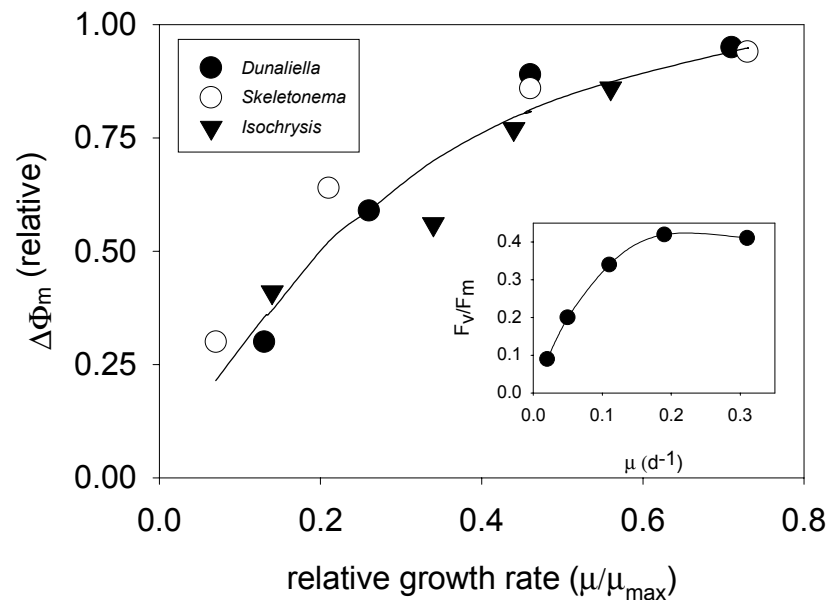 1.00
0.75
0.50
0.25
0.00
ΔΦm (relative)
Dunaliella
Skeletonema
Isochrysis
0.4
0.3
0.2
0.1
0.0
Fv/Fm
0.0 0.1 0.2 0.3
μ (d-1)
0.0 0.2 0.4 0.6 0.8
relative growth rate (μ/μmax)